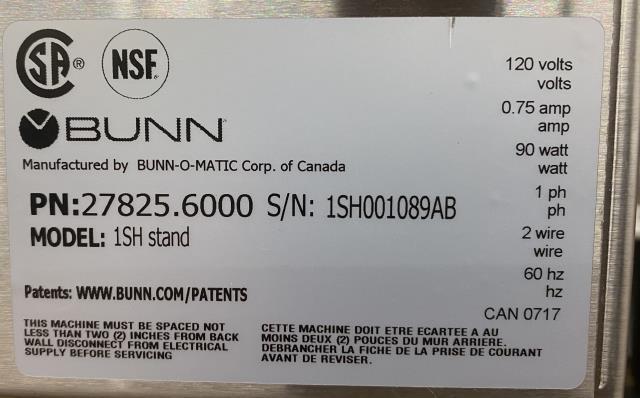 SA®
NSF
BUNN
Manufactured by BUNN-O-MATIC Corp. of Canada
PN:27825.6000 S/N: 1SH001089AB
MODEL: 1SH stand
Patents: WWW.BUNN.COM/PATENTS
THIS MACHINE MUST BE SPACED NOT
LESS THAN TWO (2) INCHES FROM BACK
WALL DISCONNECT FROM ELECTRICAL
SUPPLY BEFORE SERVICING
CETTE MACHINE DOIT ETRE ECARTEE A AU
MOINS DEUX (2) POUCES DU MUR ARRIERE.
DEBRANCHER LA FICHE DE LA PRISE DE COURANT
AVANT DE REVISER.
120 volts
volts
0.75 amp
amp
90 watt
watt
1 ph
ph
2 wire
wire
60 hz
hz
CAN 0717